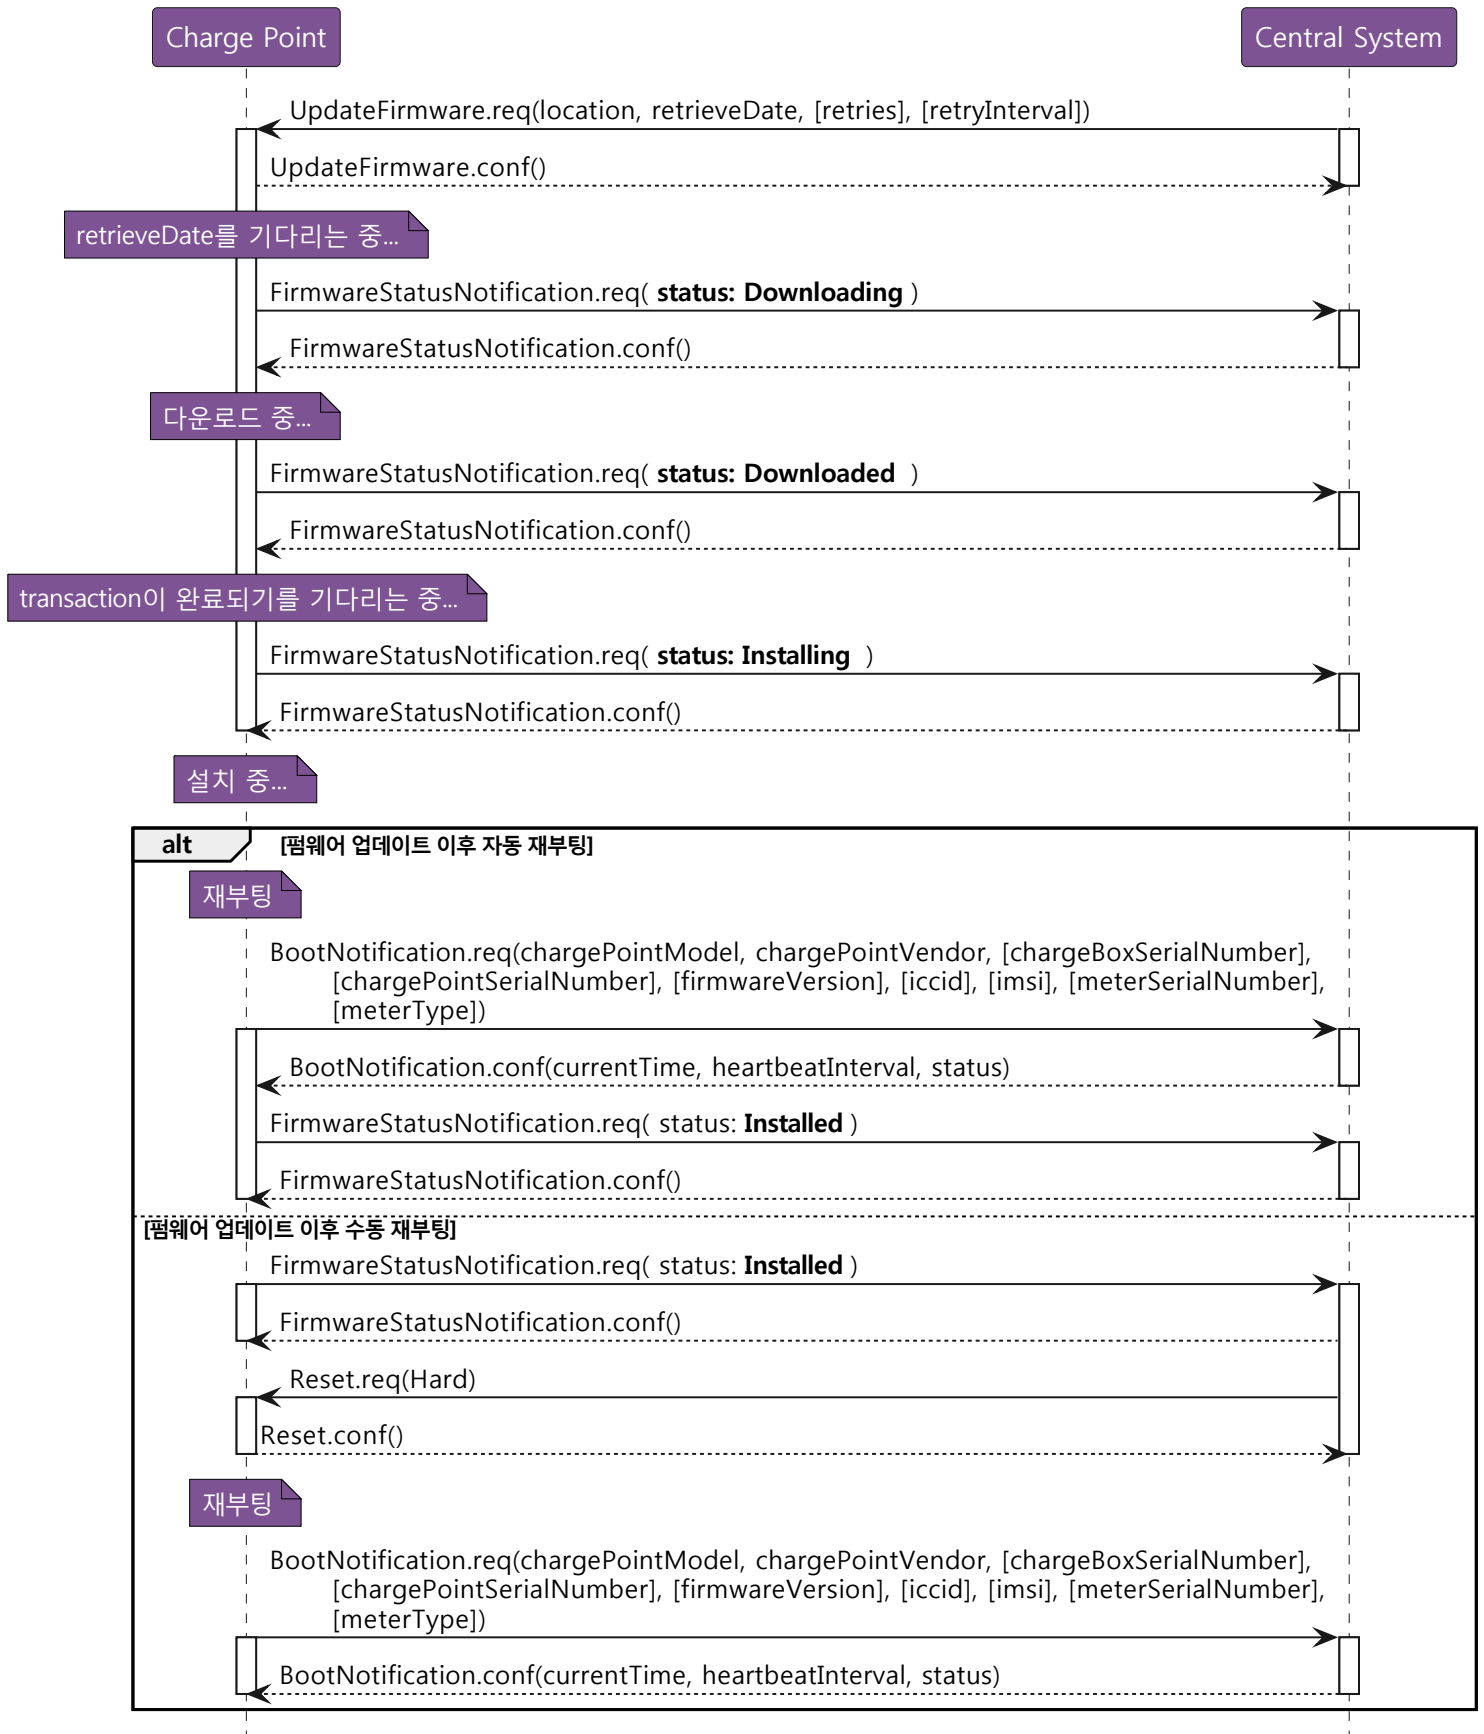 Charge Point
Central System
UpdateFirmware.req(location, retrieveDate, [retries], [retryInterval])
UpdateFirmware.conf()
retrieveDate를 기다리는 중...
FirmwareStatusNotification.req( status: Downloading )
FirmwareStatusNotification.conf()
다운로드 중...
FirmwareStatusNotification.req( status: Downloaded )
FirmwareStatusNotification.conf()
transaction이 완료되기를 기다리는 중...
FirmwareStatusNotification.req( status: Installing )
FirmwareStatusNotification.conf()
설치 중...
alt [펌웨어 업데이트 이후 자동 재부팅]
재부팅
BootNotification.req(chargePointModel, chargePointVendor, [chargeBoxSerialNumber],
[chargePointSerialNumber], [firmwareVersion], [iccid], [imsi], [meterSerialNumber],
[meterType])
BootNotification.conf(currentTime, heartbeatInterval, status)
FirmwareStatusNotification.req( status: Installed )
FirmwareStatusNotification.conf()
[펌웨어 업데이트 이후 수동 재부팅]
FirmwareStatusNotification.req( status: Installed )
FirmwareStatusNotification.conf()
Reset.req(Hard)
Reset.conf()
재부팅
BootNotification.req(chargePointModel, chargePointVendor, [chargeBoxSerialNumber],
[chargePointSerialNumber], [firmwareVersion], [iccid], [imsi], [meterSerialNumber],
[meterType])
BootNotification.conf(currentTime, heartbeatInterval, status)